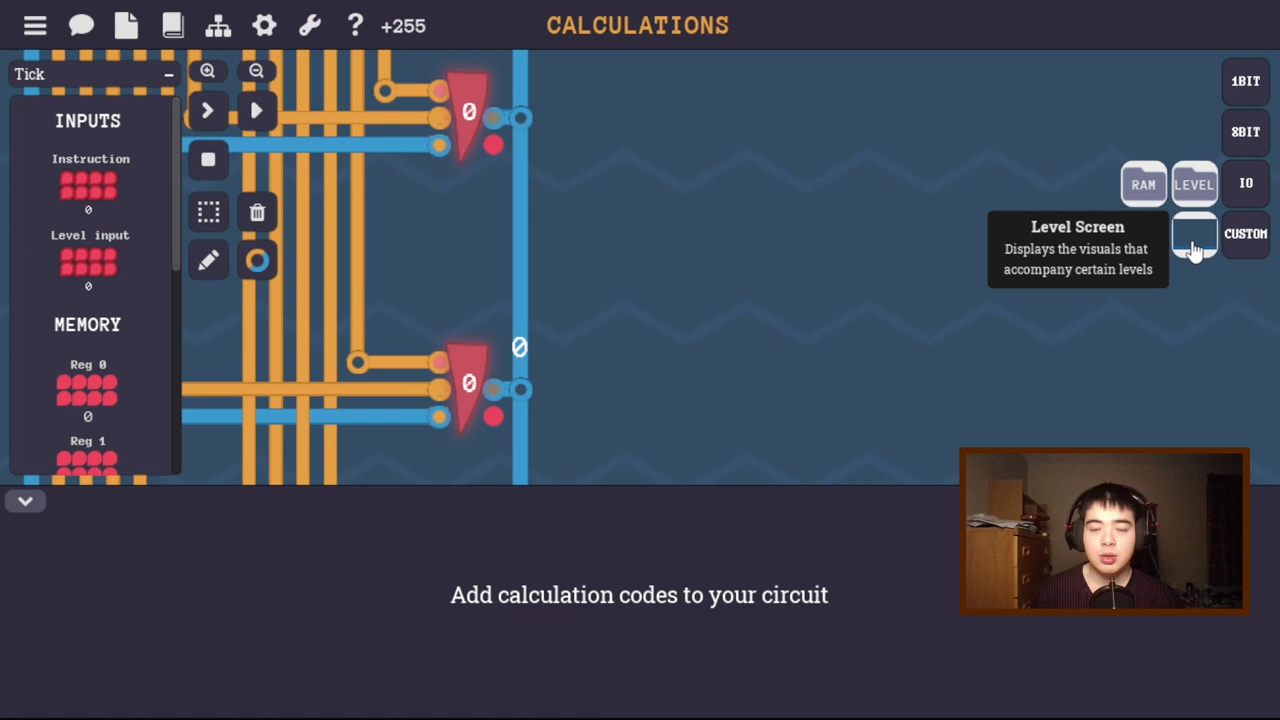 ? +255
CALCULATIONS
Tick
INPUTS
Instruction
0
Level input
0
MEMORY
Reg 0
0
Reg 1
0
0
0
1BIT
8BIT
IO
CUSTOM
RAM
LEVEL
Level Screen
Displays the visuals that
accompany certain levels
Add calculation codes to your circuit